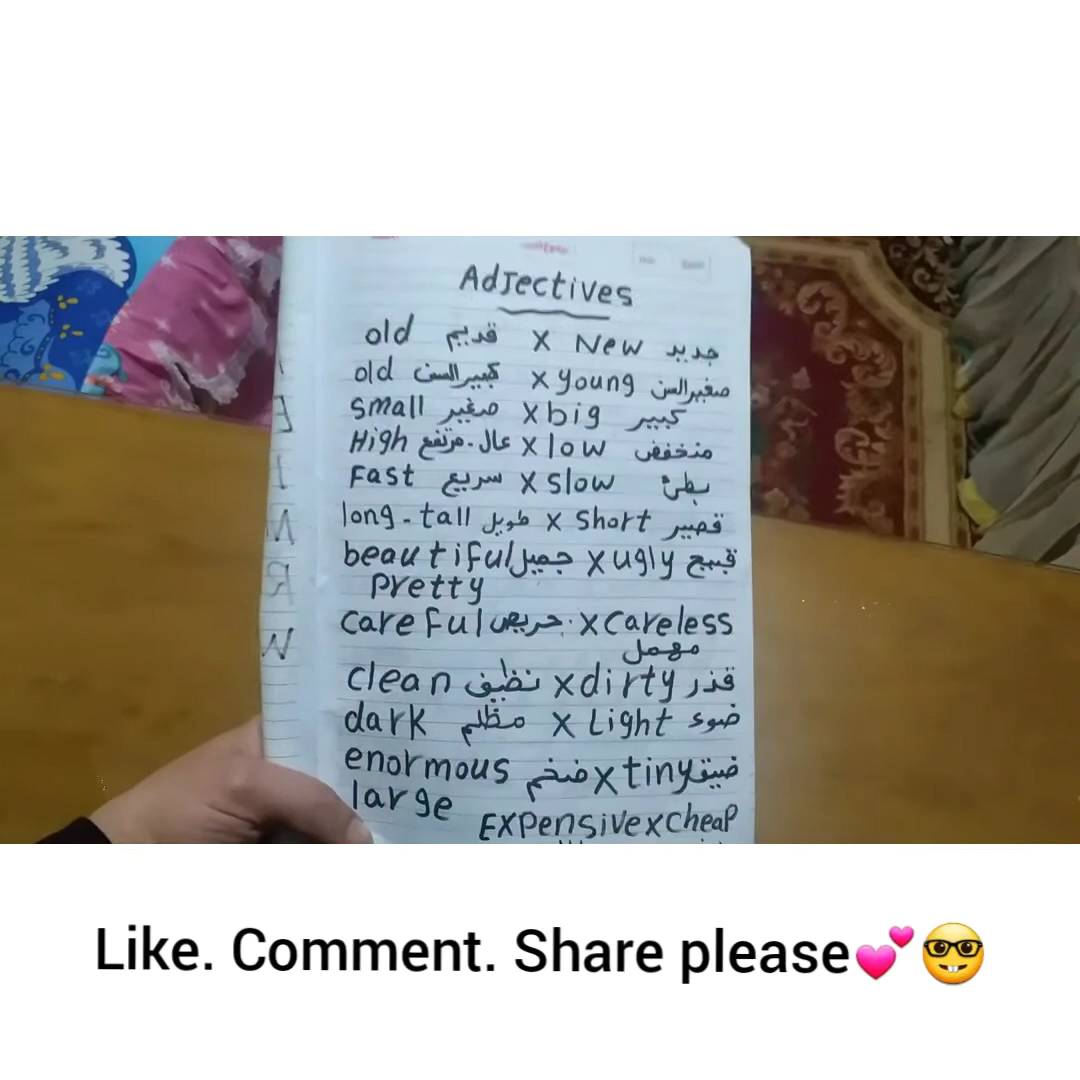 AdJectives
old قديم X New جديد
old كبير السن X young صغير السن
small صغير X big كبير
High عال - مرتفع X low منخفض
Fast سريع X slow بطئ
long - tall طويل X short قصير
beautiful جميل X ugly قبيح
Pretty
careful حريص X careless
مهمل
clean نظيف X dirty قذر
dark مظلم X Light ضوء
enormous ضخم X tiny ضيق
large
EXPensive X cheap
Like. Comment. Share please💕🤓